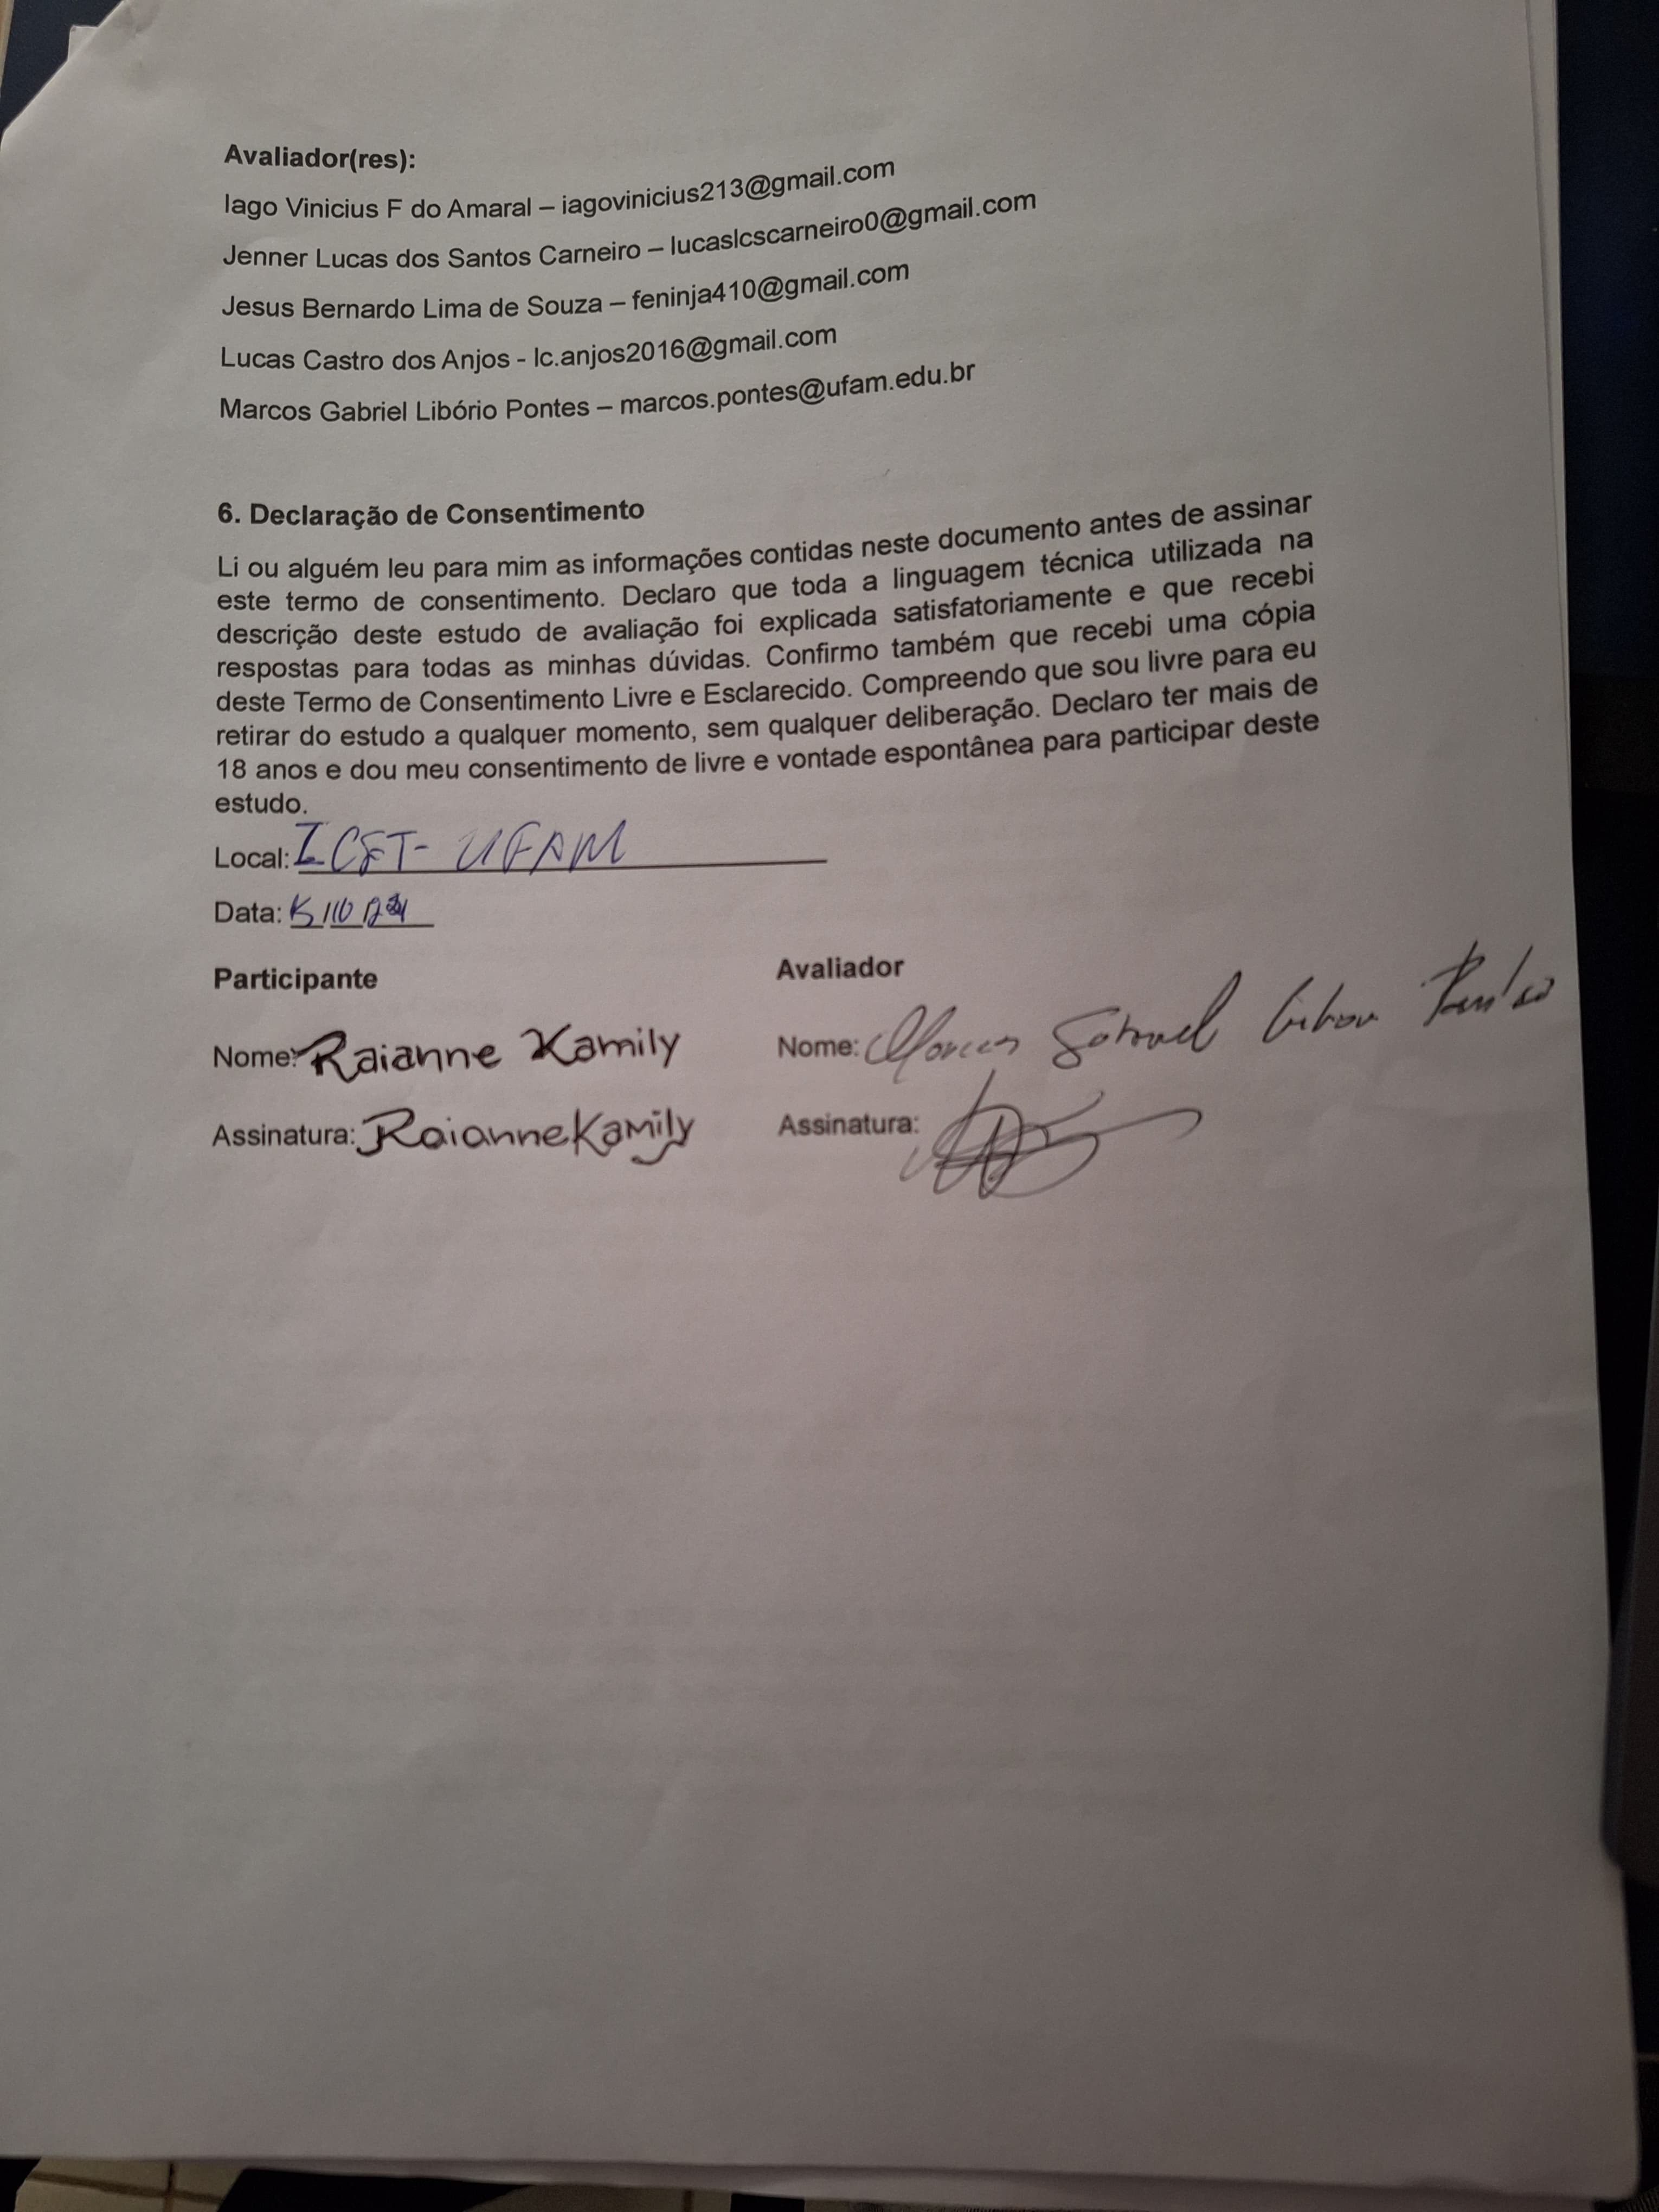 Avaliador(res):
Iago Vinicius F do Amaral – iagovinicius213@gmail.com
Jenner Lucas dos Santos Carneiro – lucaslcscarneiro0@gmail.com
Jesus Bernardo Lima de Souza – feninja410@gmail.com
Lucas Castro dos Anjos - lc.anjos2016@gmail.com
Marcos Gabriel Libório Pontes – marcos.pontes@ufam.edu.br
6. Declaração de Consentimento
Li ou alguém leu para mim as informações contidas neste documento antes de assinar
este termo de consentimento. Declaro que toda a linguagem técnica utilizada na
descrição deste estudo de avaliação foi explicada satisfatoriamente e que recebi
respostas para todas as minhas dúvidas. Confirmo também que recebi uma cópia
deste Termo de Consentimento Livre e Esclarecido. Compreendo que sou livre para eu
retirar do estudo a qualquer momento, sem qualquer deliberação. Declaro ter mais de
18 anos e dou meu consentimento de livre e vontade espontânea para participar deste
estudo.
Local: ICET- UFAM
Data:
Participante
Avaliador
Nome: Raianne Kamily
Nome: Marcos Gabriel
Assinatura: Raianne Kamily
Assinatura: